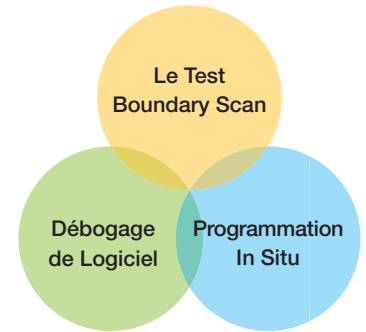 Le Test
Boundary Scan
Débogage
de Logiciel
Programmation
In Situ